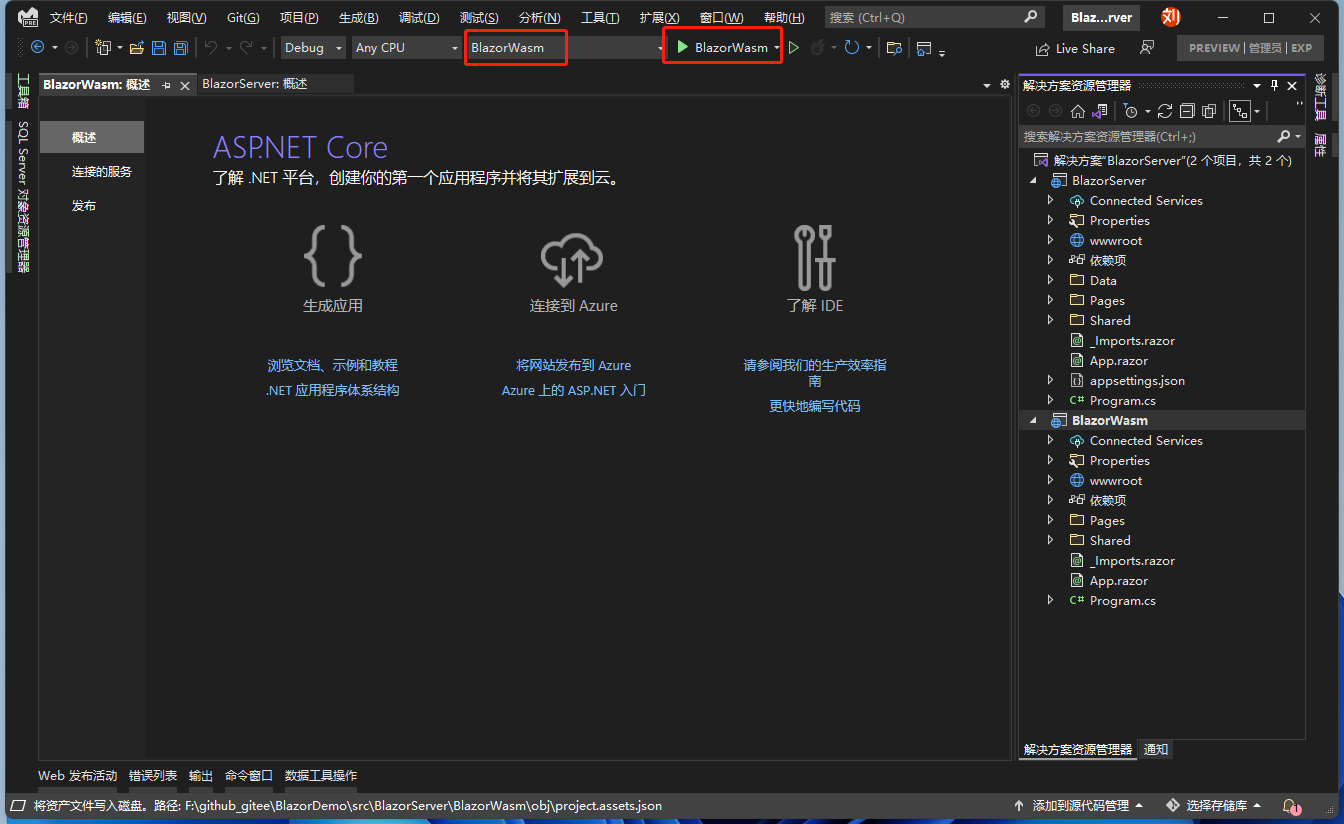 文件(F) 编辑(E) 视图(V) Git(G) 项目(P) 生成(B) 调试(D) 测试(S) 分析(N) 工具(T) 扩展(X) 窗口(W) 帮助(H) 搜索 (Ctrl+Q) Blaz...rver 刘
PRE
Debug Any CPU BlazorWasm BlazorWasm Live Share PREVIEW | 管理员 | EXP
工具箱
SQL Server 对象资源管理器
BlazorWasm: 概述 BlazorServer: 概述
概述
连接的服务
发布
ASP.NET Core
了解 .NET 平台，创建你的第一个应用程序并将其扩展到云。
生成应用
浏览文档、示例和教程
.NET 应用程序体系结构
连接到 Azure
将网站发布到 Azure
Azure 上的 ASP.NET 入门
了解 IDE
请参阅我们的生产效率指
南
更快地编写代码
解决方案资源管理器
搜索解决方案资源管理器(Ctrl+;)
解决方案"BlazorServer"(2 个项目，共 2 个)
BlazorServer
Connected Services
Properties
wwwroot
依赖项
Data
Pages
Shared
_Imports.razor
App.razor
appsettings.json
C# Program.cs
BlazorWasm
Connected Services
Properties
wwwroot
依赖项
Pages
Shared
_Imports.razor
App.razor
C# Program.cs
解决方案资源管理器 通知
诊断工具
属性
Web 发布活动 错误列表 输出 命令窗口 数据工具操作
将资产文件写入磁盘。路径: F:\github_gitee\BlazorDemo\src\BlazorServer\BlazorWasm\obj\project.assets.json 添加到源代码管理 选择存储库 1